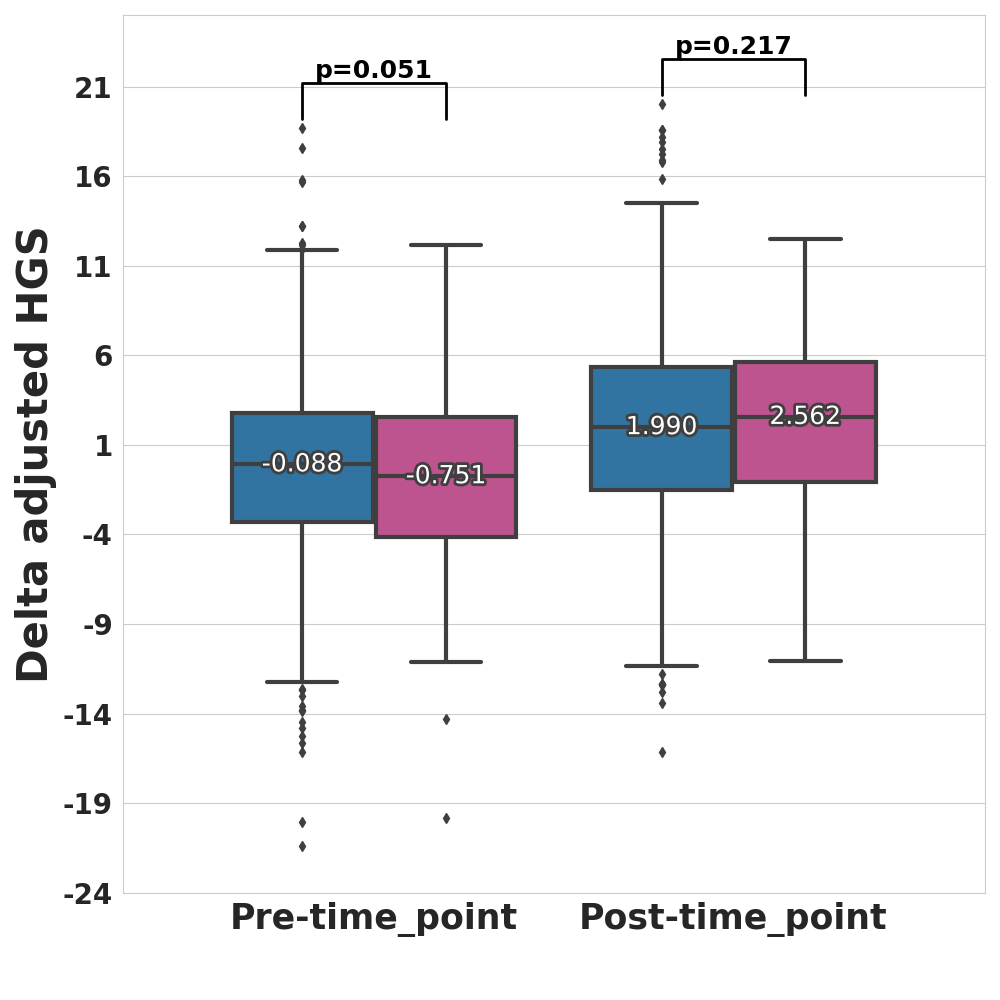 p=0.217
p=0.051
21
16
11
6
1
-4
-9
-14
-19
-24
Delta adjusted HGS
-0.088
-0.751
1.990
2.562
Pre-time_point
Post-time_point